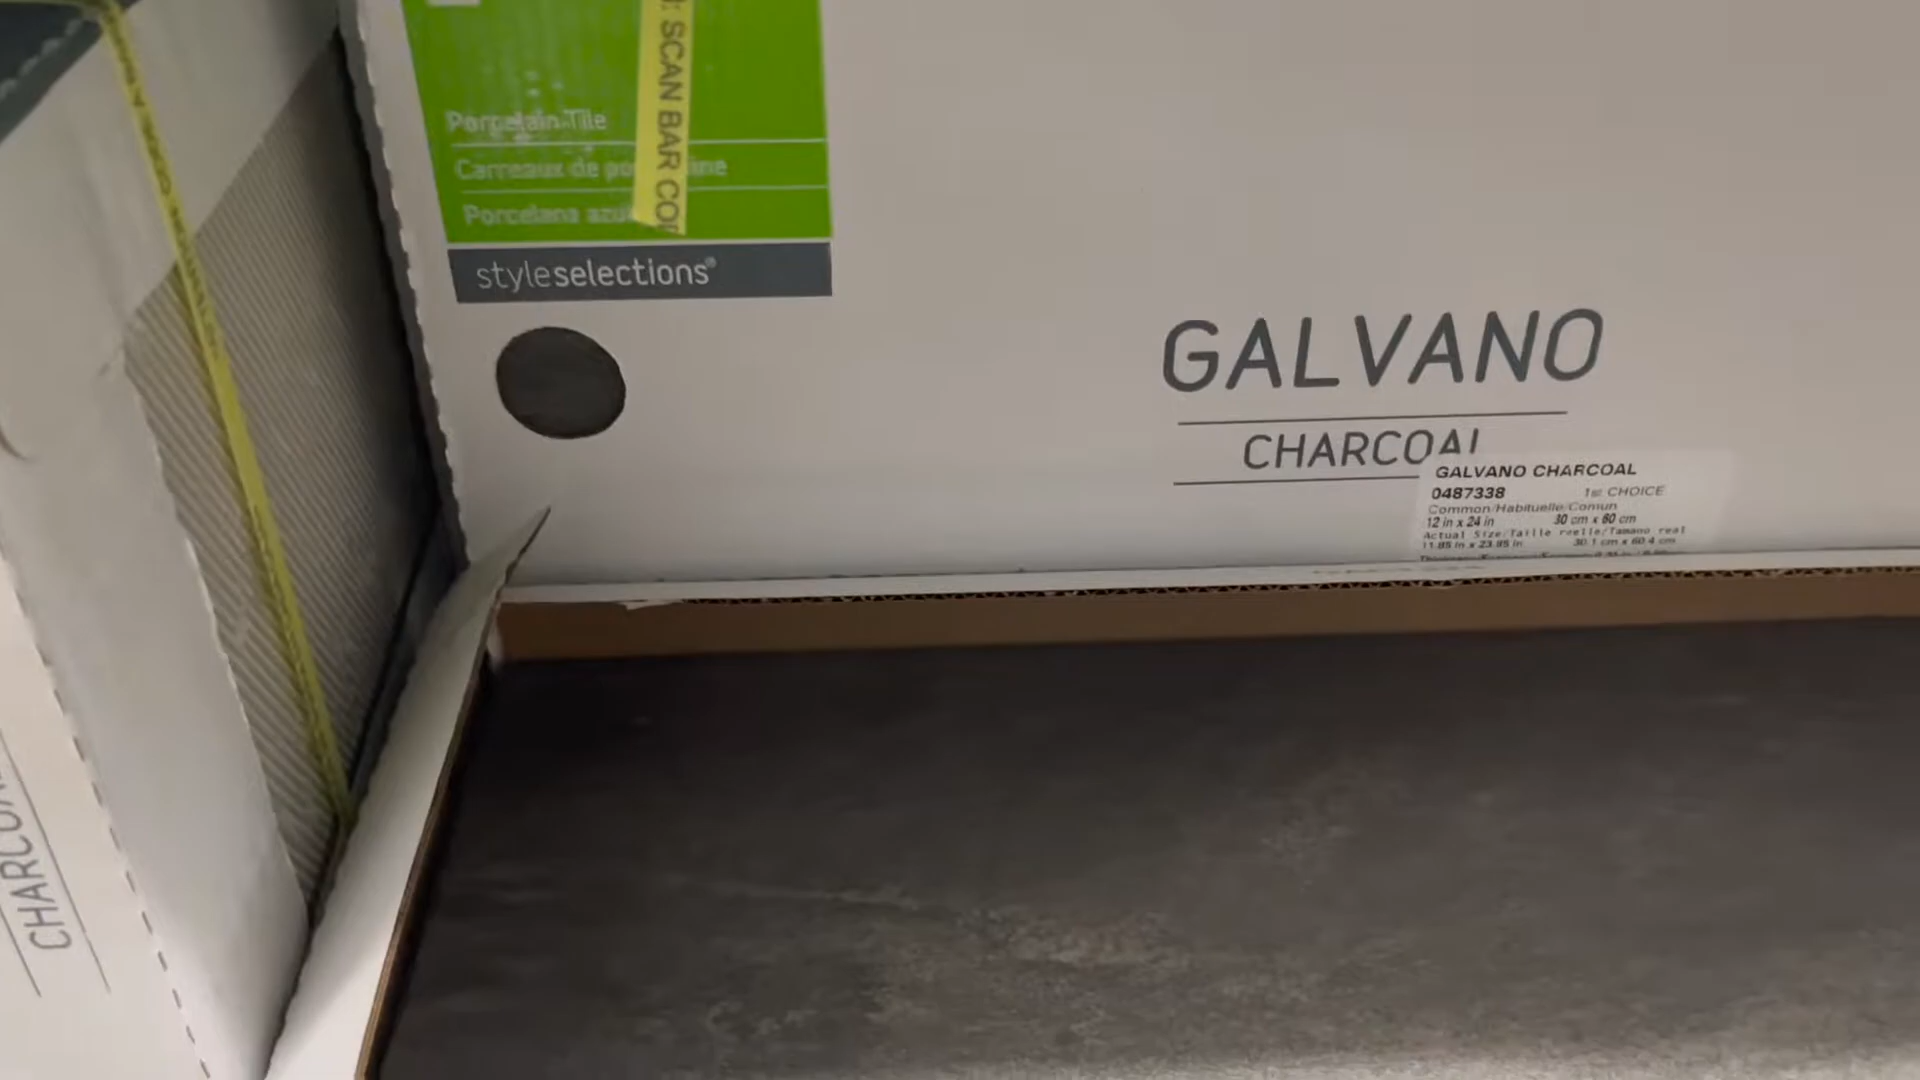 SCAN BAR CO
Porcelain Tile
Carreaux de po ine
Porcelana azu
styleselections®
GALVANO
CHARCOAL
GALVANO CHARCOAL
0487338 1st CHOICE
Common/Habituelle/Comun
12 in x 24 in 30 cm x 60 cm
Actual Size/Taille reelle/Tamano real
11.85 in x 23.85 in 30.1 cm x 60.4 cm
CHARCOA